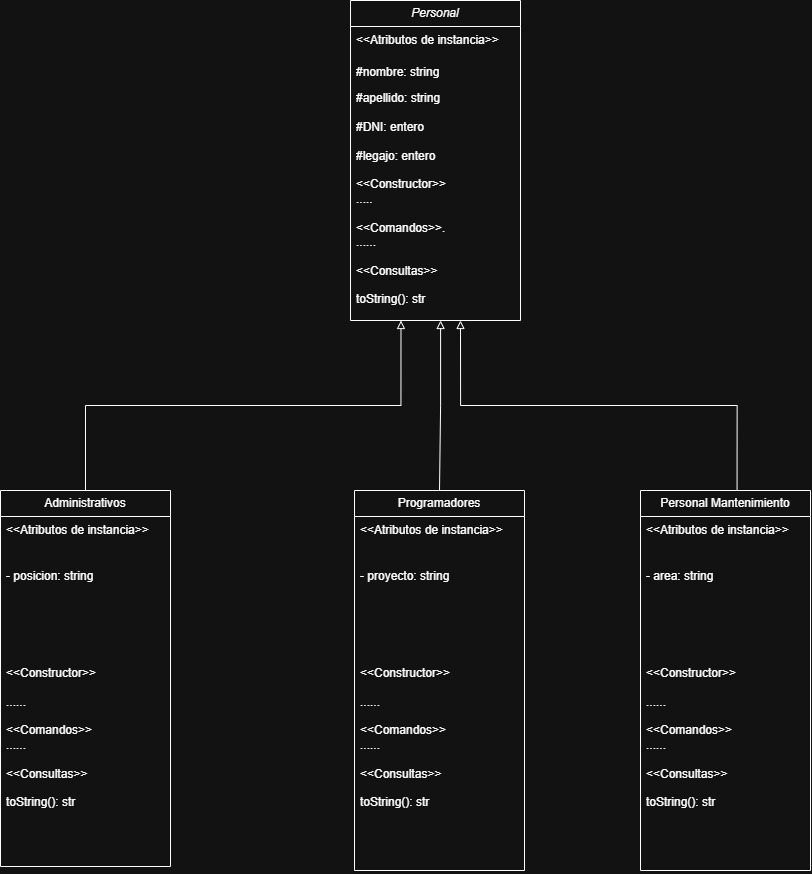 Personal
<<Atributos de instancia>>
#nombre: string
#apellido: string
#DNI: entero
#legajo: entero
<<Constructor>>
-----
<<Comandos>>.
------
<<Consultas>>
toString(): str
Administrativos
<<Atributos de instancia>>
- posicion: string
<<Constructor>>
------
<<Comandos>>
------
<<Consultas>>
toString(): str
Programadores
<<Atributos de instancia>>
- proyecto: string
<<Constructor>>
------
<<Comandos>>
------
<<Consultas>>
toString(): str
Personal Mantenimiento
<<Atributos de instancia>>
- area: string
<<Constructor>>
------
<<Comandos>>
------
<<Consultas>>
toString(): str